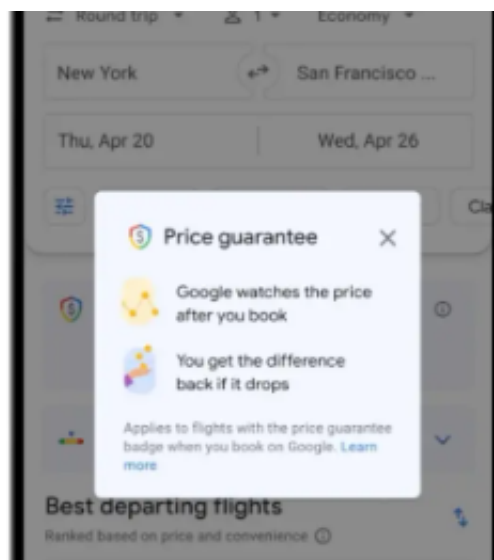 Round trip 1 Economy
New York San Francisco ...
Thu, Apr 20 Wed, Apr 26
Cla
Price guarantee
Google watches the price
after you book
You get the difference
back if it drops
Applies to flights with the price guarantee
badge when you book on Google. Learn
more
Best departing flights
Ranked based on price and convenience